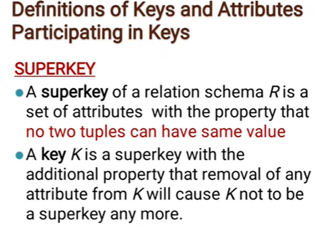 Definitions of Keys and Attributes
Participating in Keys
SUPERKEY
● A superkey of a relation schema R is a
set of attributes with the property that
no two tuples can have same value
● A key K is a superkey with the
additional property that removal of any
attribute from K will cause K not to be
a superkey any more.